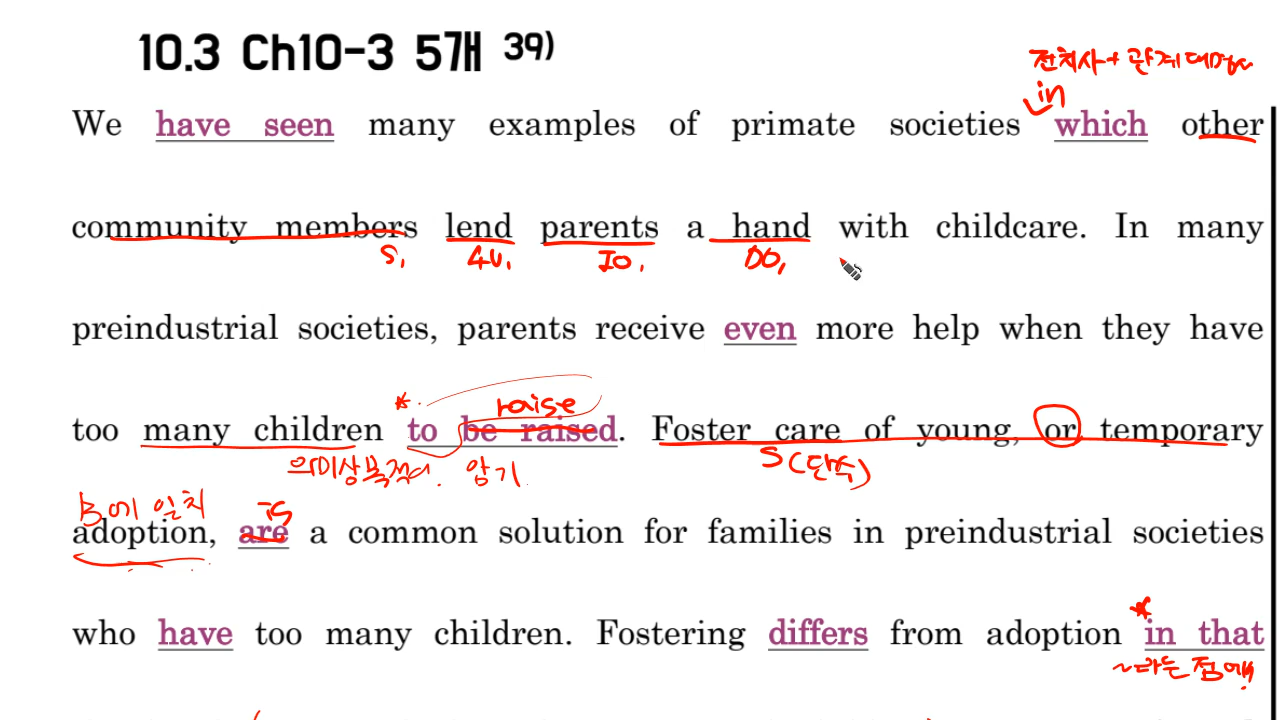 10.3 Ch10-3 5개 39)
전치사+ 관계대명사
in
We have seen many examples of primate societies which other
community members lend parents a hand with childcare. In many
S, 4V, IO, DO,
preindustrial societies, parents receive even more help when they have
* raise
too many children to be raised. Foster care of young, or temporary
의미상 목적어. 암기 S(단수)
B에 일치 is
adoption, are a common solution for families in preindustrial societies
*
who have too many children. Fostering differs from adoption in that
~라는 점에서